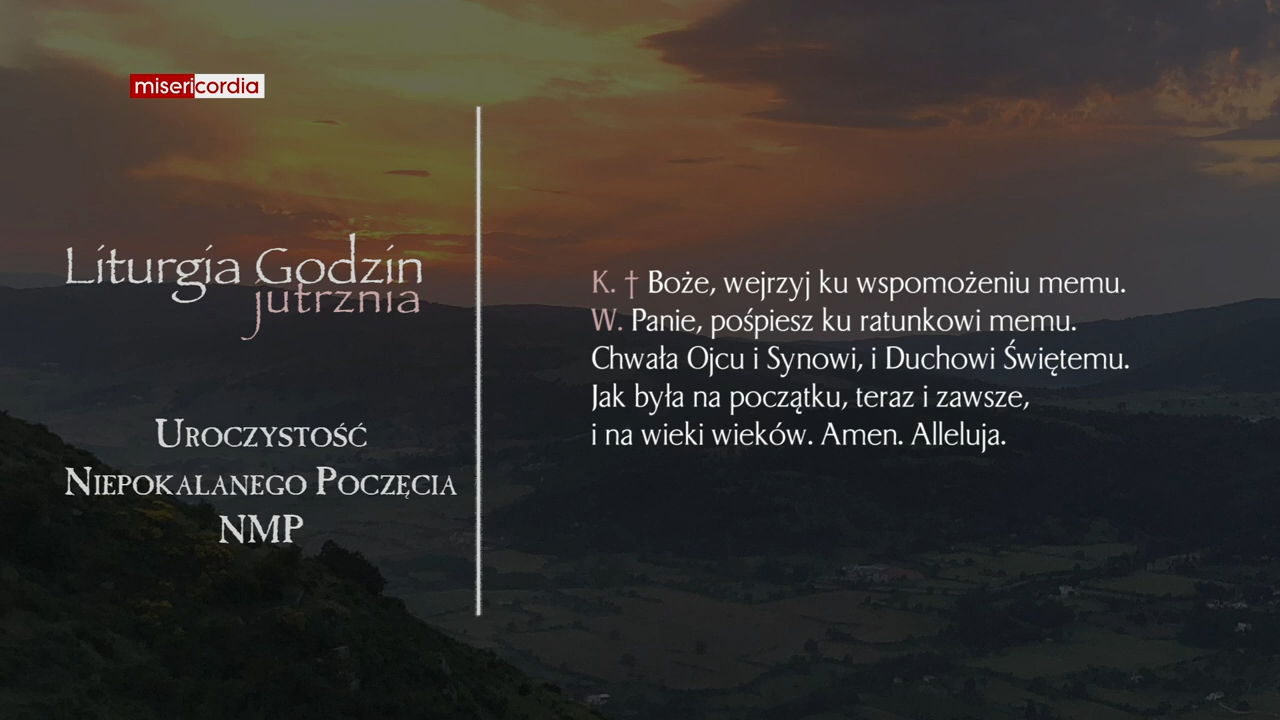 misericordia
Liturgia Godzin
jutrznia
Uroczystość
Niepokalanego Poczęcia
NMP
K. † Boże, wejrzyj ku wspomożeniu memu.
W. Panie, pośpiesz ku ratunkowi memu.
Chwała Ojcu i Synowi, i Duchowi Świętemu.
Jak była na początku, teraz i zawsze,
i na wieki wieków. Amen. Alleluja.